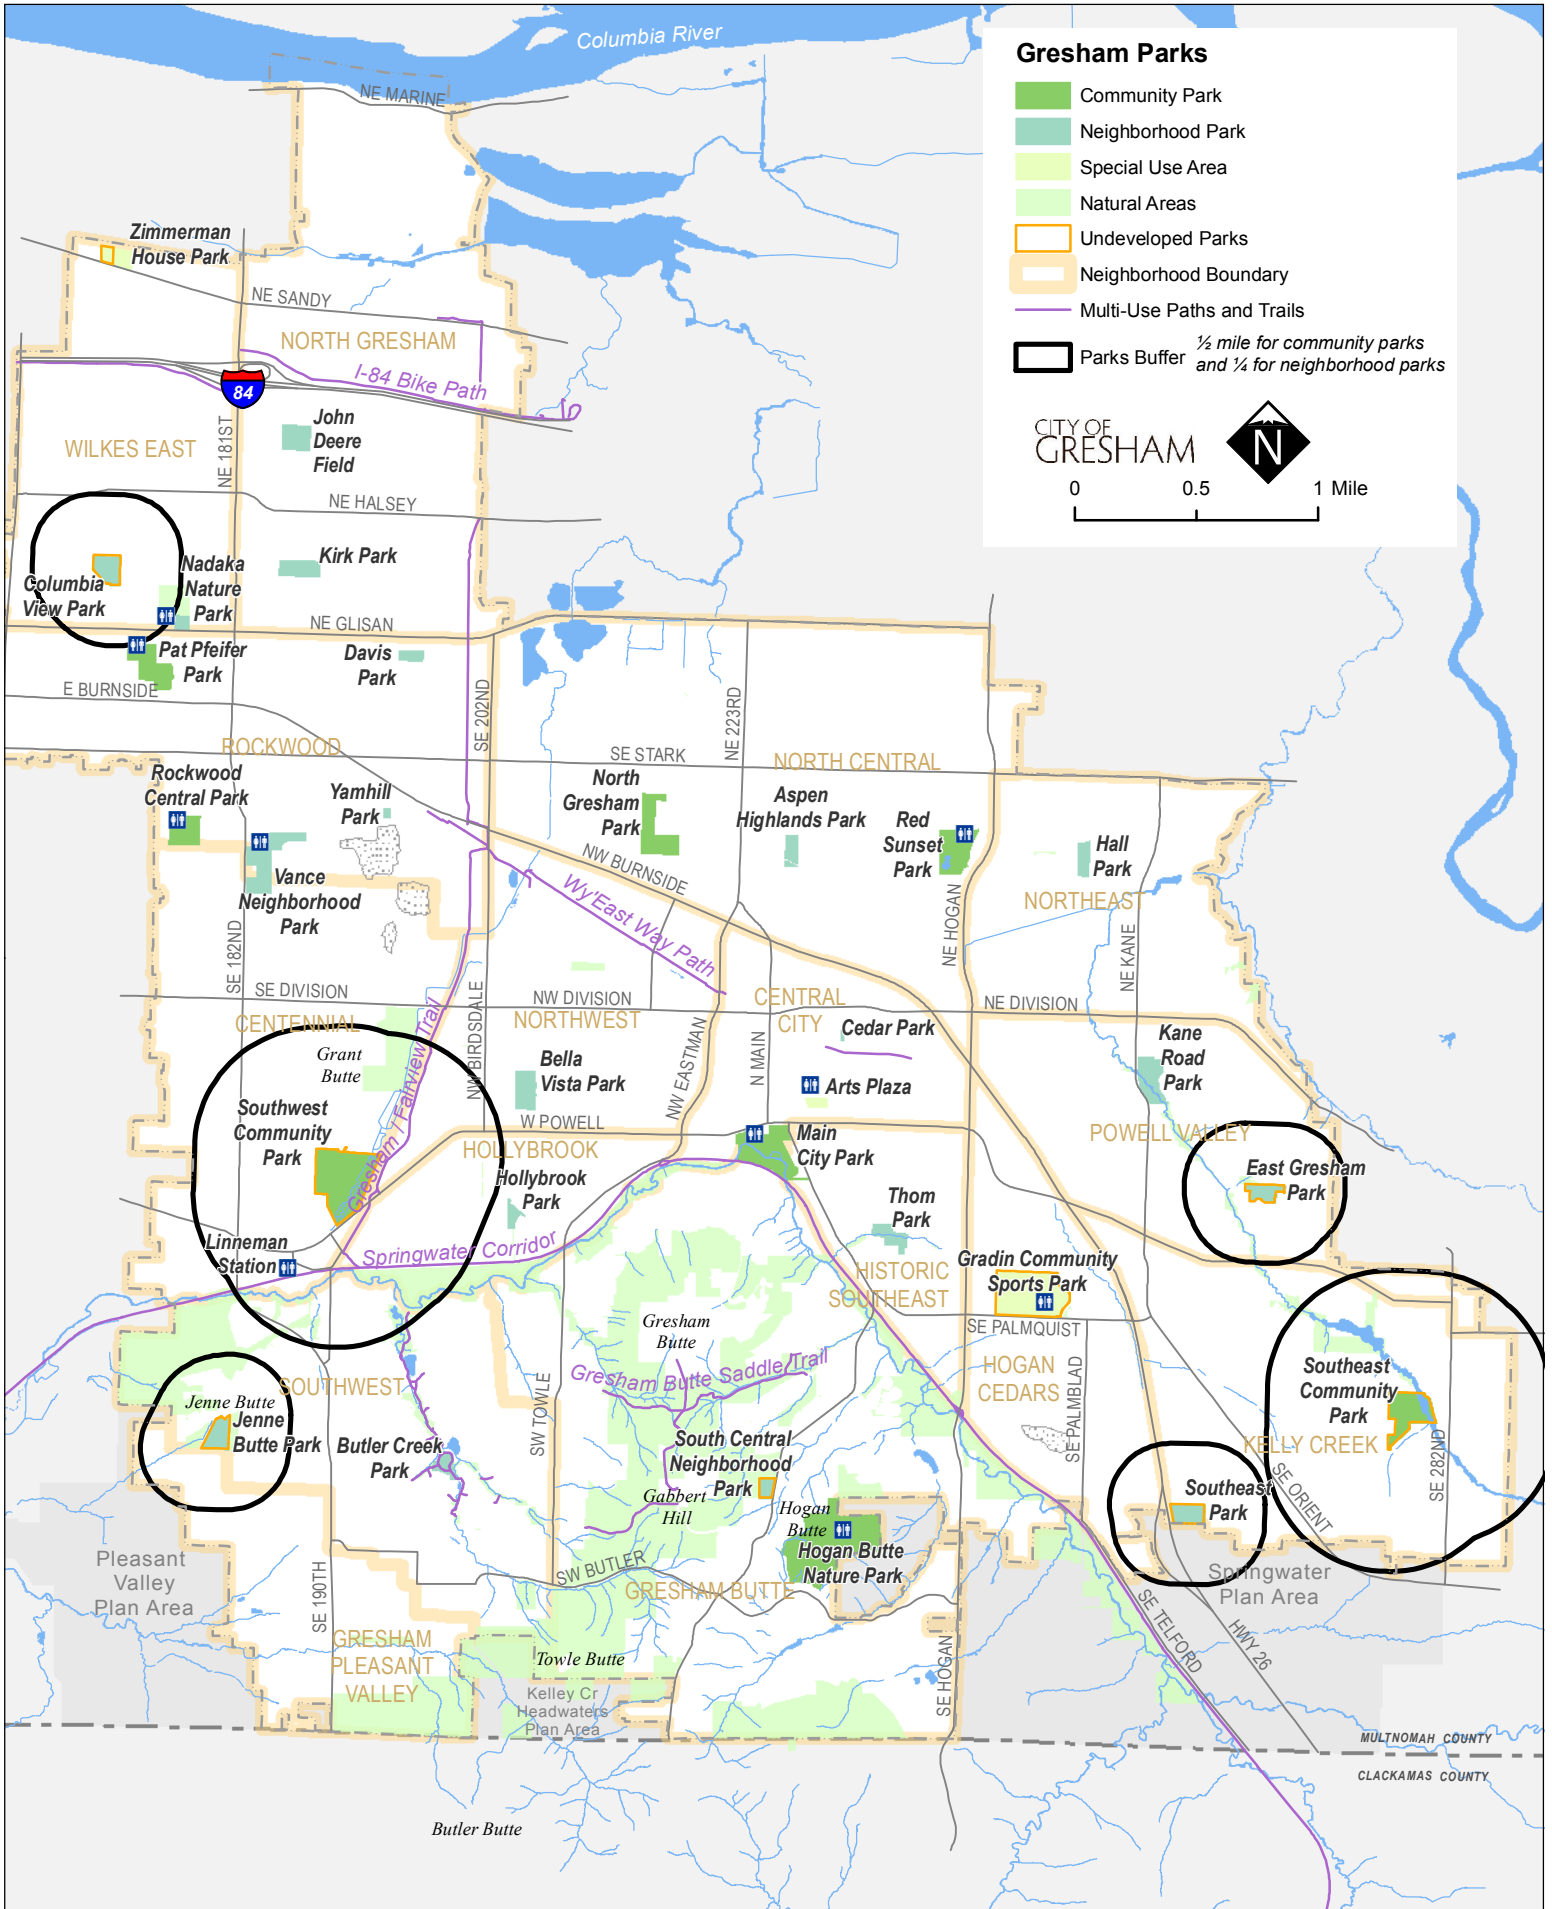 Columbia River
Gresham Parks
Community Park
Neighborhood Park
Special Use Area
Natural Areas
Undeveloped Parks
Neighborhood Boundary
Multi-Use Paths and Trails
Parks Buffer
½ mile for community parks
and ¼ for neighborhood parks
CITY OF
GRESHAM
N
0 0.5 1 Mile
NE MARINE
Zimmerman
House Park
NE SANDY
NORTH GRESHAM
I-84 Bike Path
84
John
Deere
Field
WILKES EAST
NE 181ST
NE HALSEY
Kirk Park
Nadaka
Nature
Park
Columbia
View Park
NE GLISAN
Pat Pfeifer
Park
Davis
Park
E BURNSIDE
SE 202ND
NE 223RD
ROCKWOOD
SE STARK
NORTH CENTRAL
Rockwood
Central Park
Yamhill
Park
North
Gresham
Park
Aspen
Highlands Park
Red
Sunset
Park
Hall
Park
NW BURNSIDE
Vance
Neighborhood
Park
Wy'East Way Path
NORTHEAST
NE HOGAN
NE KANE
SE 182ND
SE DIVISION
NW DIVISION
NE DIVISION
CENTENNIAL
NW BIRDSDALE
NORTHWEST
CENTRAL
CITY
Cedar Park
Grant
Butte
Gresham / Fairview Trail
Bella
Vista Park
NW EASTMAN
N MAIN
Arts Plaza
Kane
Road
Park
Southwest
Community
Park
W POWELL
HOLLYBROOK
Main
City Park
POWELL VALLEY
Hollybrook
Park
East Gresham
Park
Thom
Park
Linneman
Station
Springwater Corridor
HISTORIC
SOUTHEAST
Gradin Community
Sports Park
SE PALMQUIST
Gresham
Butte
Gresham Butte Saddle Trail
HOGAN
CEDARS
SE PALMBLAD
Southeast
Community
Park
KELLY CREEK
SOUTHWEST
Jenne Butte
Jenne
Butte Park
Butler Creek
Park
SW TOWLE
South Central
Neighborhood
Park
Gabbert
Hill
Hogan
Butte
Hogan Butte
Nature Park
Southeast
Park
SE ORIENT
SE 282ND
Pleasant
Valley
Plan Area
SE 190TH
SW BUTLER
GRESHAM BUTTE
Springwater
Plan Area
SE TELFORD
HWY 26
GRESHAM
PLEASANT
VALLEY
Towle Butte
Kelley Cr
Headwaters
Plan Area
SE HOGAN
MULTNOMAH COUNTY
CLACKAMAS COUNTY
Butler Butte